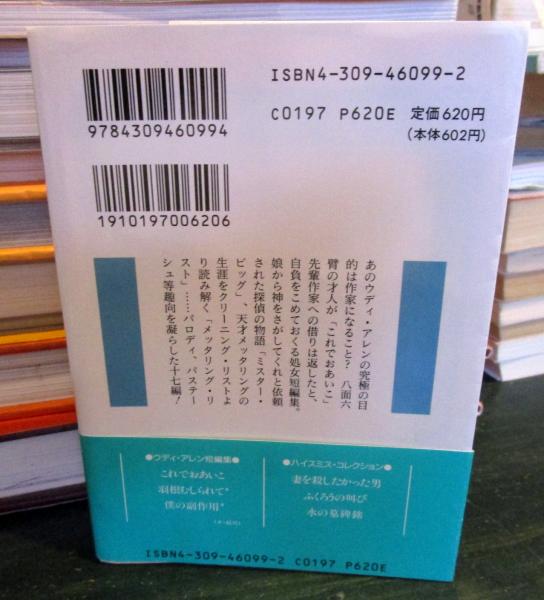 ISBN4-309-46099-2
C0197 P620E 定価620円
(本体602円)
9784309460994
1910197006206
あのウディ・アレンの究極の目
的は作家になること? 八面六
臂の才人が「これでおあいこ」
先輩作家への借りは返したと、
自負をこめておくる処女短編集。
娘から神をさがしてくれと依頼
された探偵の物語「ミスター・
ビッグ」、天才メッタリングの
生涯をクリーニング・リストよ
り読み解く「メッタリング・リ
スト」……パロディ、パステー
シュ等趣向を凝らした十七編!
●ウディ・アレン短編集●
これでおあいこ
羽根むしられて*
僕の副作用*
●ハイスミス・コレクション●
妻を殺したかった男
ふくろうの叫び
水の墓碑銘
ISBN4-309-46099-2 C0197 P620E